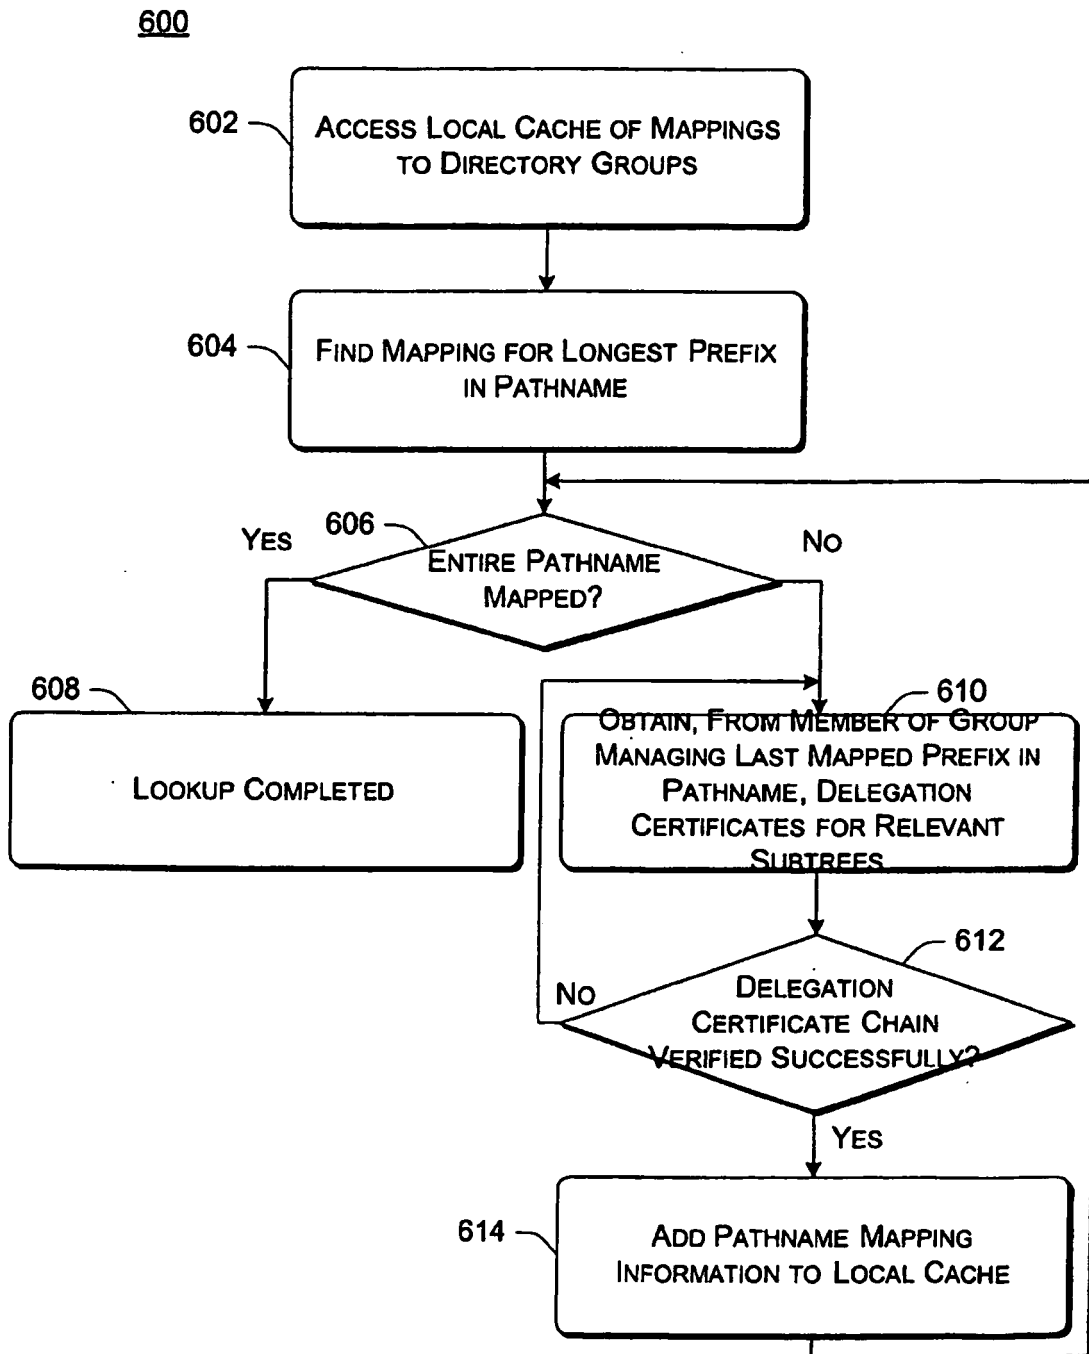 600
602
ACCESS LOCAL CACHE OF MAPPINGS
TO DIRECTORY GROUPS
604
FIND MAPPING FOR LONGEST PREFIX
IN PATHNAME
606
YES
NO
ENTIRE PATHNAME
MAPPED?
608
LOOKUP COMPLETED
610
OBTAIN, FROM MEMBER OF GROUP
MANAGING LAST MAPPED PREFIX IN
PATHNAME, DELEGATION
CERTIFICATES FOR RELEVANT
SUBTREES
612
NO
DELEGATION
CERTIFICATE CHAIN
VERIFIED SUCCESSFULLY?
YES
614
ADD PATHNAME MAPPING
INFORMATION TO LOCAL CACHE